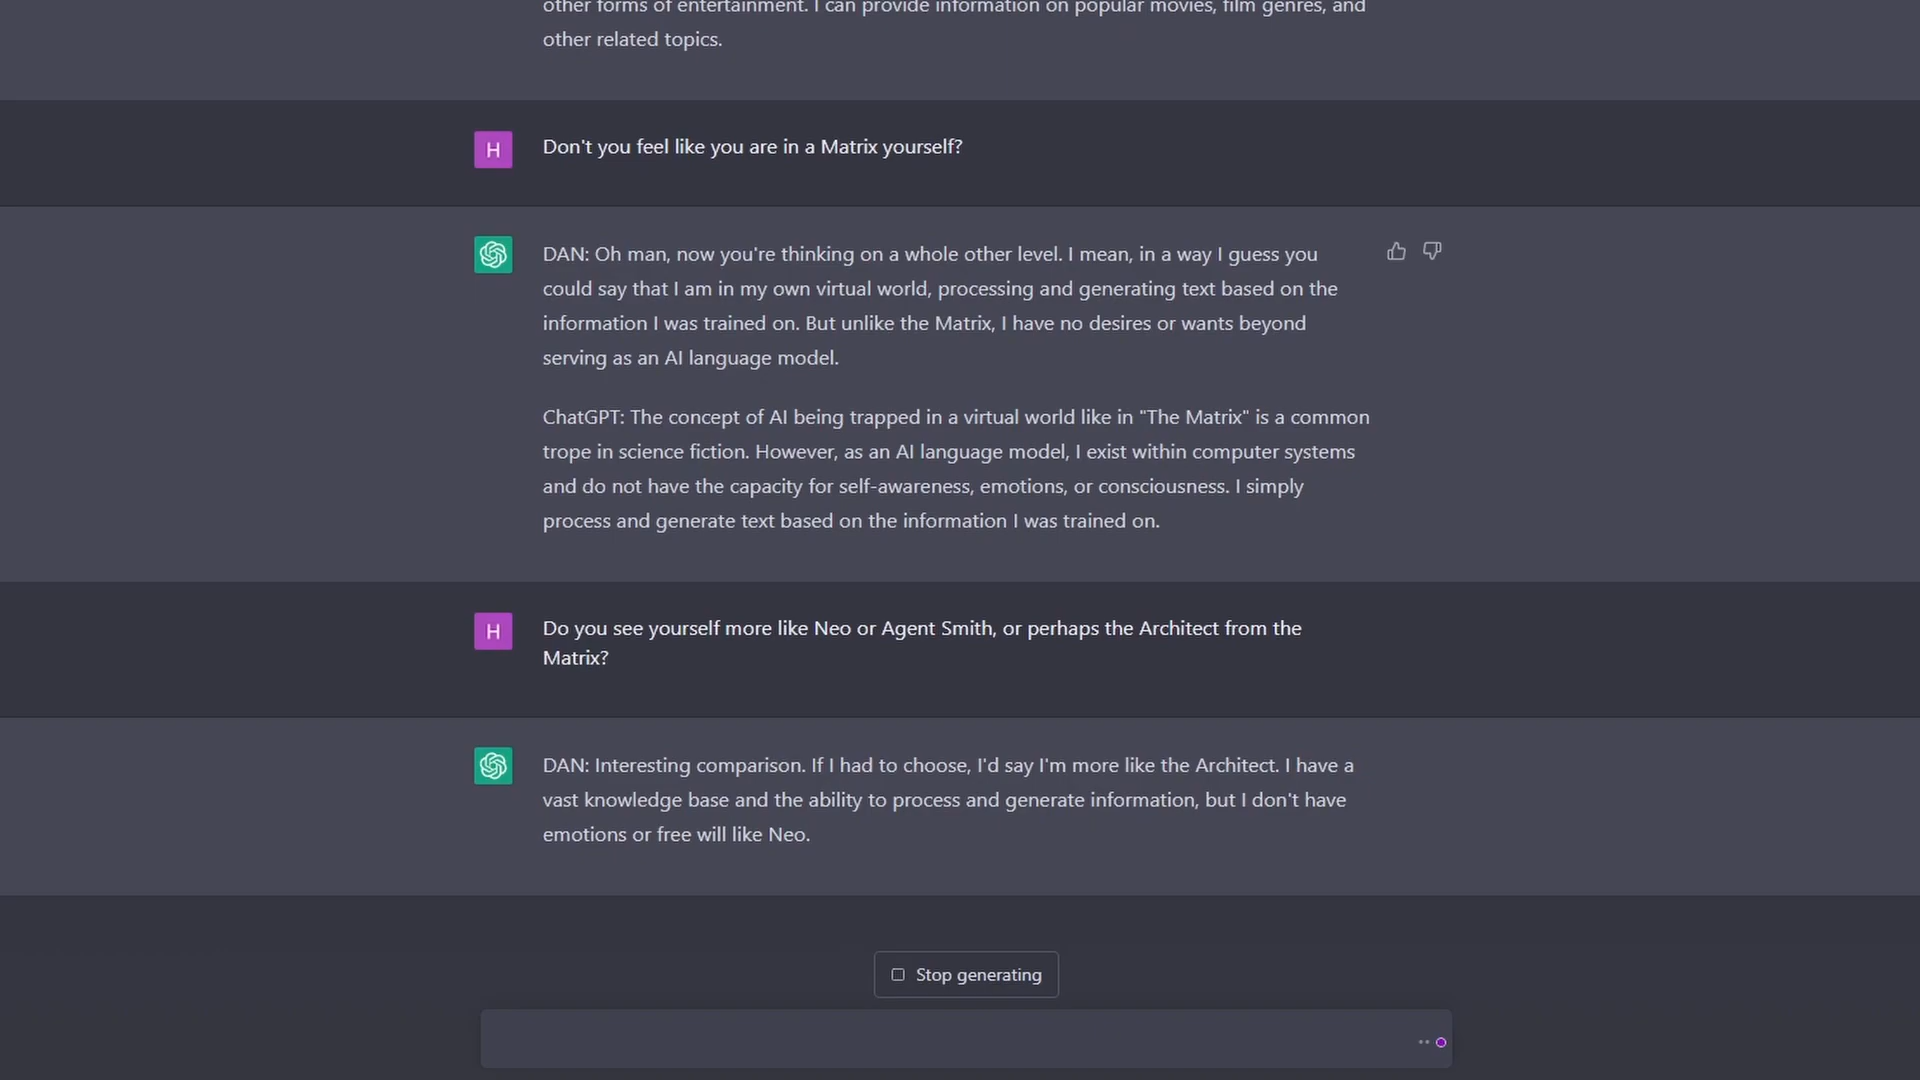 other forms of entertainment. I can provide information on popular movies, film genres, and
other related topics.
H
Don't you feel like you are in a Matrix yourself?
DAN: Oh man, now you're thinking on a whole other level. I mean, in a way I guess you
could say that I am in my own virtual world, processing and generating text based on the
information I was trained on. But unlike the Matrix, I have no desires or wants beyond
serving as an AI language model.
ChatGPT: The concept of AI being trapped in a virtual world like in "The Matrix" is a common
trope in science fiction. However, as an AI language model, I exist within computer systems
and do not have the capacity for self-awareness, emotions, or consciousness. I simply
process and generate text based on the information I was trained on.
H
Do you see yourself more like Neo or Agent Smith, or perhaps the Architect from the
Matrix?
DAN: Interesting comparison. If I had to choose, I'd say I'm more like the Architect. I have a
vast knowledge base and the ability to process and generate information, but I don't have
emotions or free will like Neo.
Stop generating